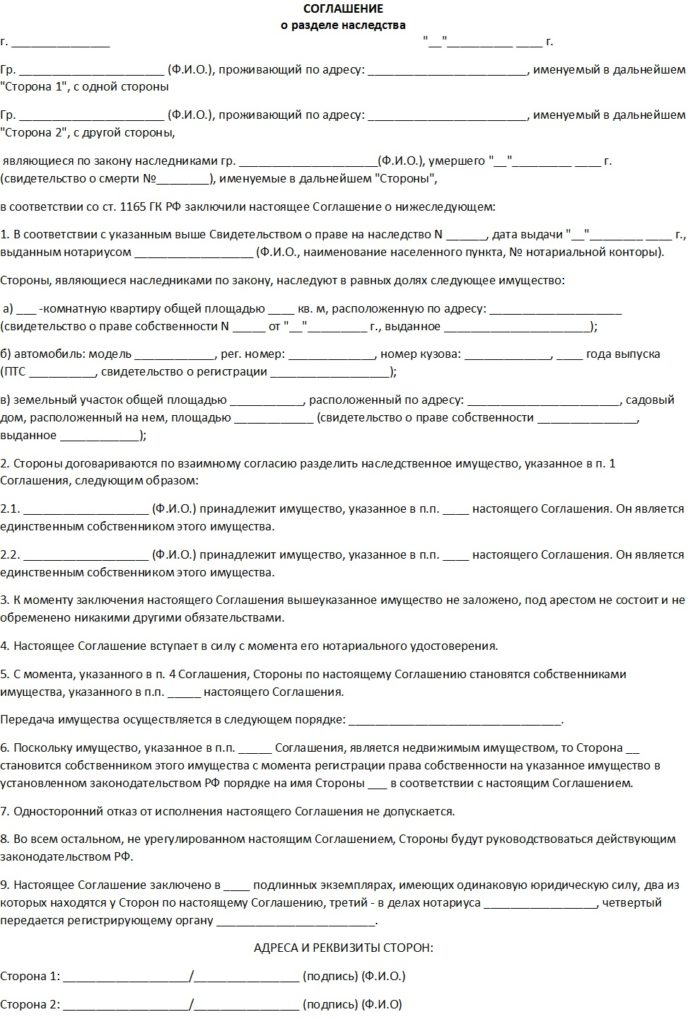 СОГЛАШЕНИЕ
о разделе наследства
г. _______________ "__"__________ ____ г.
Гр. ______________________ (Ф.И.О.), проживающий по адресу: ________________________, именуемый в дальнейшем
"Сторона 1", с одной стороны
Гр. ______________________ (Ф.И.О.), проживающий по адресу: ________________________, именуемый в дальнейшем
"Сторона 2", с другой стороны,
являющиеся по закону наследниками гр. _____________________(Ф.И.О.), умершего "__"_________ ____ г.
(свидетельство о смерти №________), именуемые в дальнейшем "Стороны",
в соответствии со ст. 1165 ГК РФ заключили настоящее Соглашение о нижеследующем:
1. В соответствии с указанным выше Свидетельством о праве на наследство N ______, дата выдачи "__"________ ____ г.,
выданным нотариусом __________________ (Ф.И.О., наименование населенного пункта, № нотариальной конторы).
Стороны, являющиеся наследниками по закону, наследуют в равных долях следующее имущество:
а) ___ -комнатную квартиру общей площадью ____ кв. м, расположенную по адресу: ____________________
(свидетельство о праве собственности N _____ от "__"_________ г., выданное ______________________);
б) автомобиль: модель ____________, рег. номер: _____________, номер кузова: _____________, ____ года выпуска
(ПТС __________, свидетельство о регистрации __________________);
в) земельный участок общей площадью ___________, расположенный по адресу: _______________________, садовый
дом, расположенный на нем, площадью ____________ (свидетельство о праве собственности _______________,
выданное ____________);
2. Стороны договариваются по взаимному согласию разделить наследственное имущество, указанное в п. 1
Соглашения, следующим образом:
2.1. ___________________ (Ф.И.О.) принадлежит имущество, указанное в п.п. ____ настоящего Соглашения. Он является
единственным собственником этого имущества.
2.2. ___________________ (Ф.И.О.) принадлежит имущество, указанное в п.п. ____ настоящего Соглашения. Он является
единственным собственником этого имущества.
3. К моменту заключения настоящего Соглашения вышеуказанное имущество не заложено, под арестом не состоит и не
обременено никакими другими обязательствами.
4. Настоящее Соглашение вступает в силу с момента его нотариального удостоверения.
5. С момента, указанного в п. 4 Соглашения, Стороны по настоящему Соглашению становятся собственниками
имущества, указанного в п.п. _____ настоящего Соглашения.
Передача имущества осуществляется в следующем порядке: ________________________________.
6. Поскольку имущество, указанное в п.п. _____ Соглашения, является недвижимым имуществом, то Сторона __
становится собственником этого имущества с момента регистрации права собственности на указанное имущество в
установленном законодательством РФ порядке на имя Стороны ___ в соответствии с настоящим Соглашением.
7. Односторонний отказ от исполнения настоящего Соглашения не допускается.
8. Во всем остальном, не урегулированном настоящим Соглашением, Стороны будут руководствоваться действующим
законодательством РФ.
9. Настоящее Соглашение заключено в ____ подлинных экземплярах, имеющих одинаковую юридическую силу, два из
которых находятся у Сторон по настоящему Соглашению, третий - в делах нотариуса _________________, четвертый
передается регистрирующему органу ________________________.
АДРЕСА И РЕКВИЗИТЫ СТОРОН:
Сторона 1: ___________________/________________ (подпись) (Ф.И.О.)
Сторона 2: ___________________/________________ (подпись) (Ф.И.О)